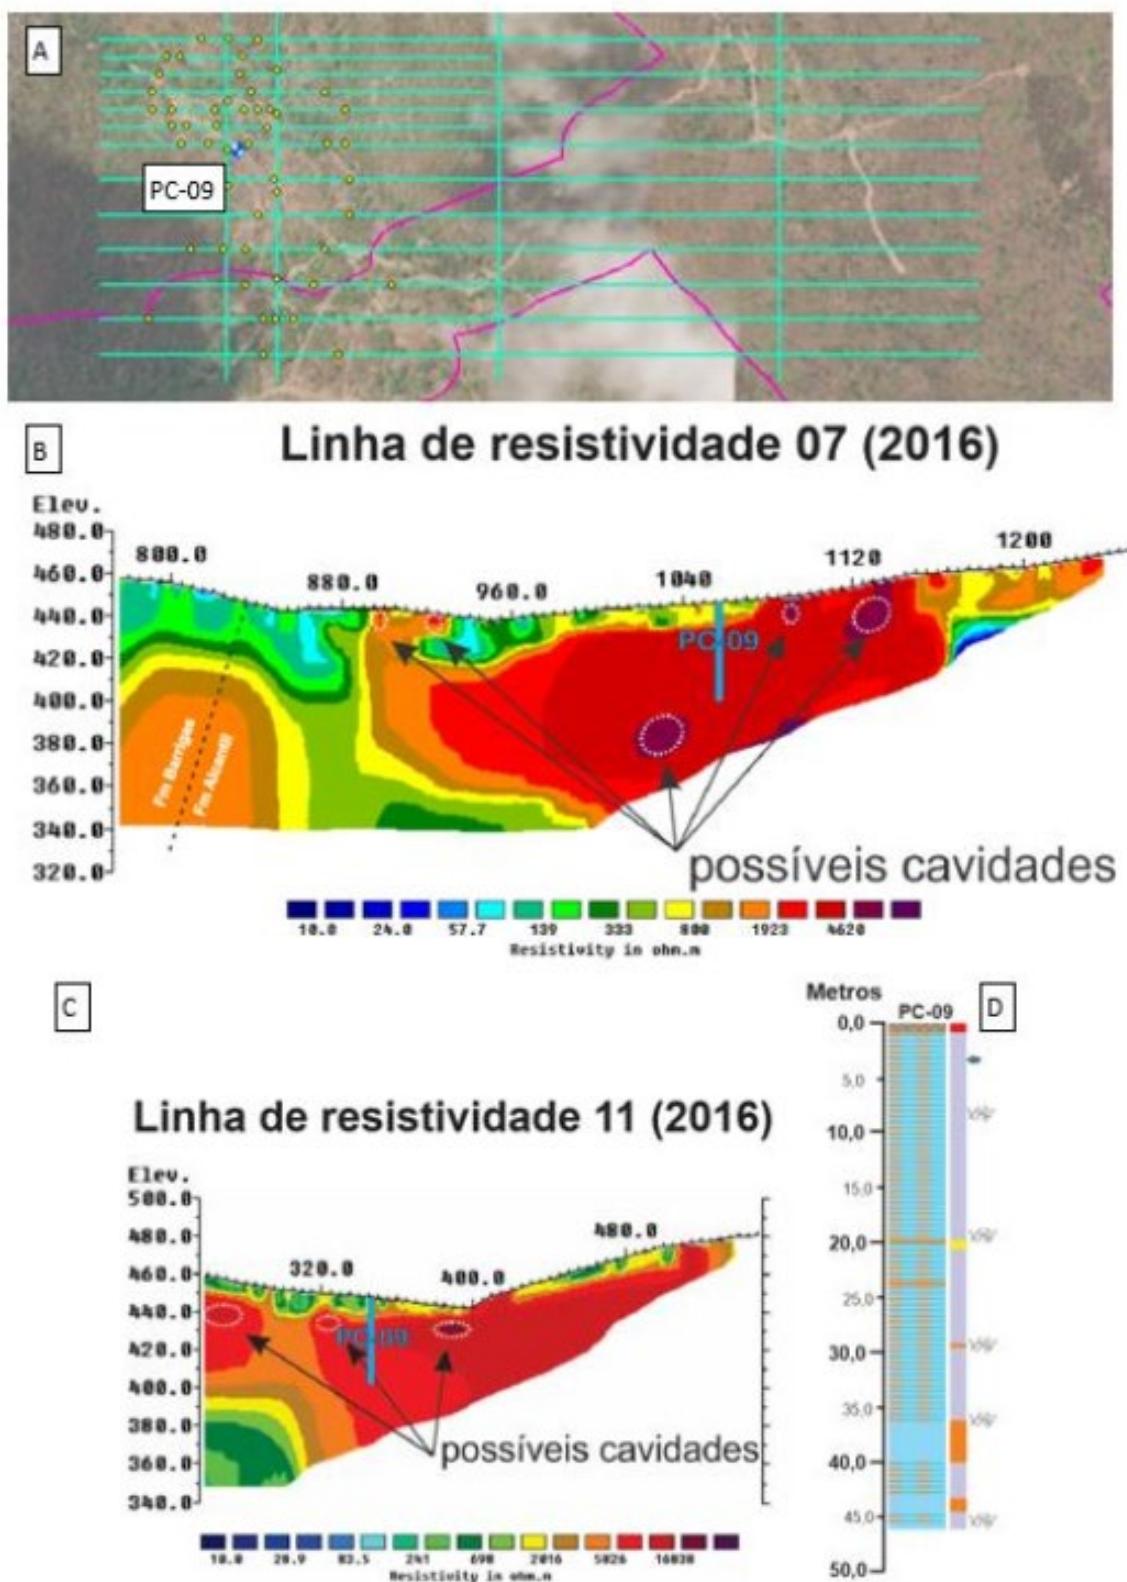 A
PC-09
B
Linha de resistividade 07 (2016)
Elev.
480.0
460.0
440.0
420.0
400.0
380.0
360.0
340.0
320.0
800.0
880.0
960.0
1040
1120
1200
PC-09
Fm Barrigas
Fm Alcantil
possíveis cavidades
10.0 24.0 57.7 139 333 800 1923 4620
Resistivity in ohm.m
C
Linha de resistividade 11 (2016)
Elev.
500.0
480.0
460.0
440.0
420.0
400.0
380.0
360.0
340.0
320.0
400.0
480.0
PC-09
possíveis cavidades
10.0 28.9 83.5 241 698 2016 5826
Resistivity in ohm.m
Metros
PC-09
D
0,0
5,0
10,0
15,0
20,0
25,0
30,0
35,0
40,0
45,0
50,0